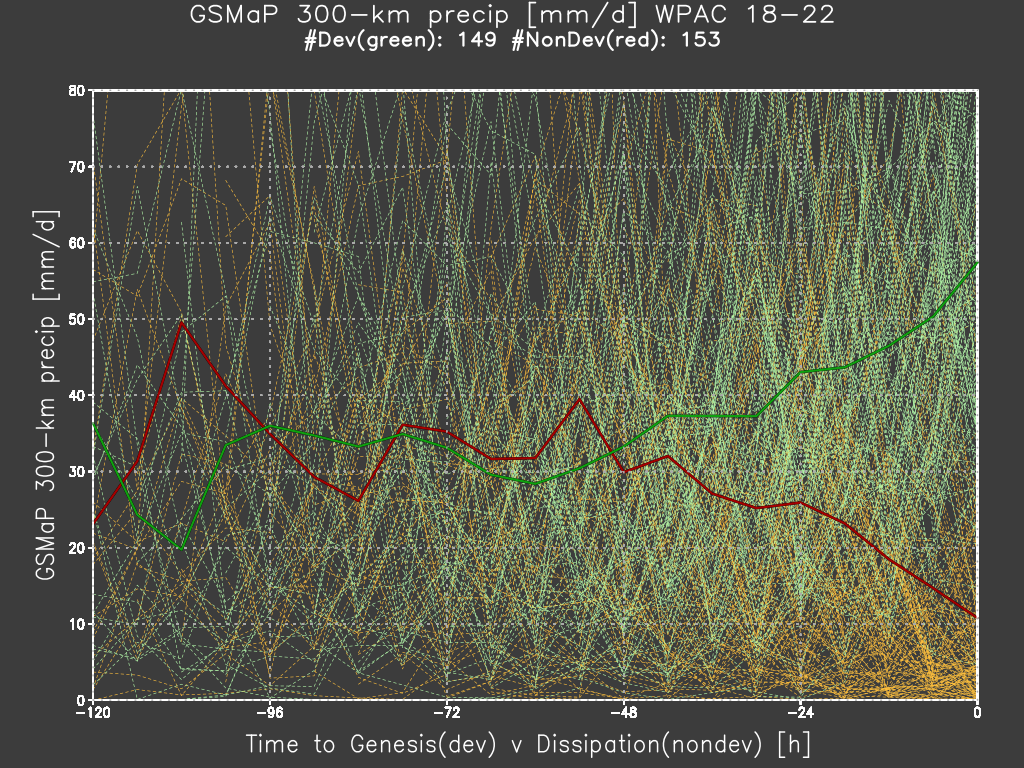 GSMaP 300-km precip [mm/d] WPAC 18-22
#Dev(green): 149 #NonDev(red): 153
80
70
60
50
40
30
20
10
0
GSMaP 300-km precip [mm/d]
-120 -96 -72 -48 -24 0
Time to Genesis(dev) v Dissipation(nondev) [h]